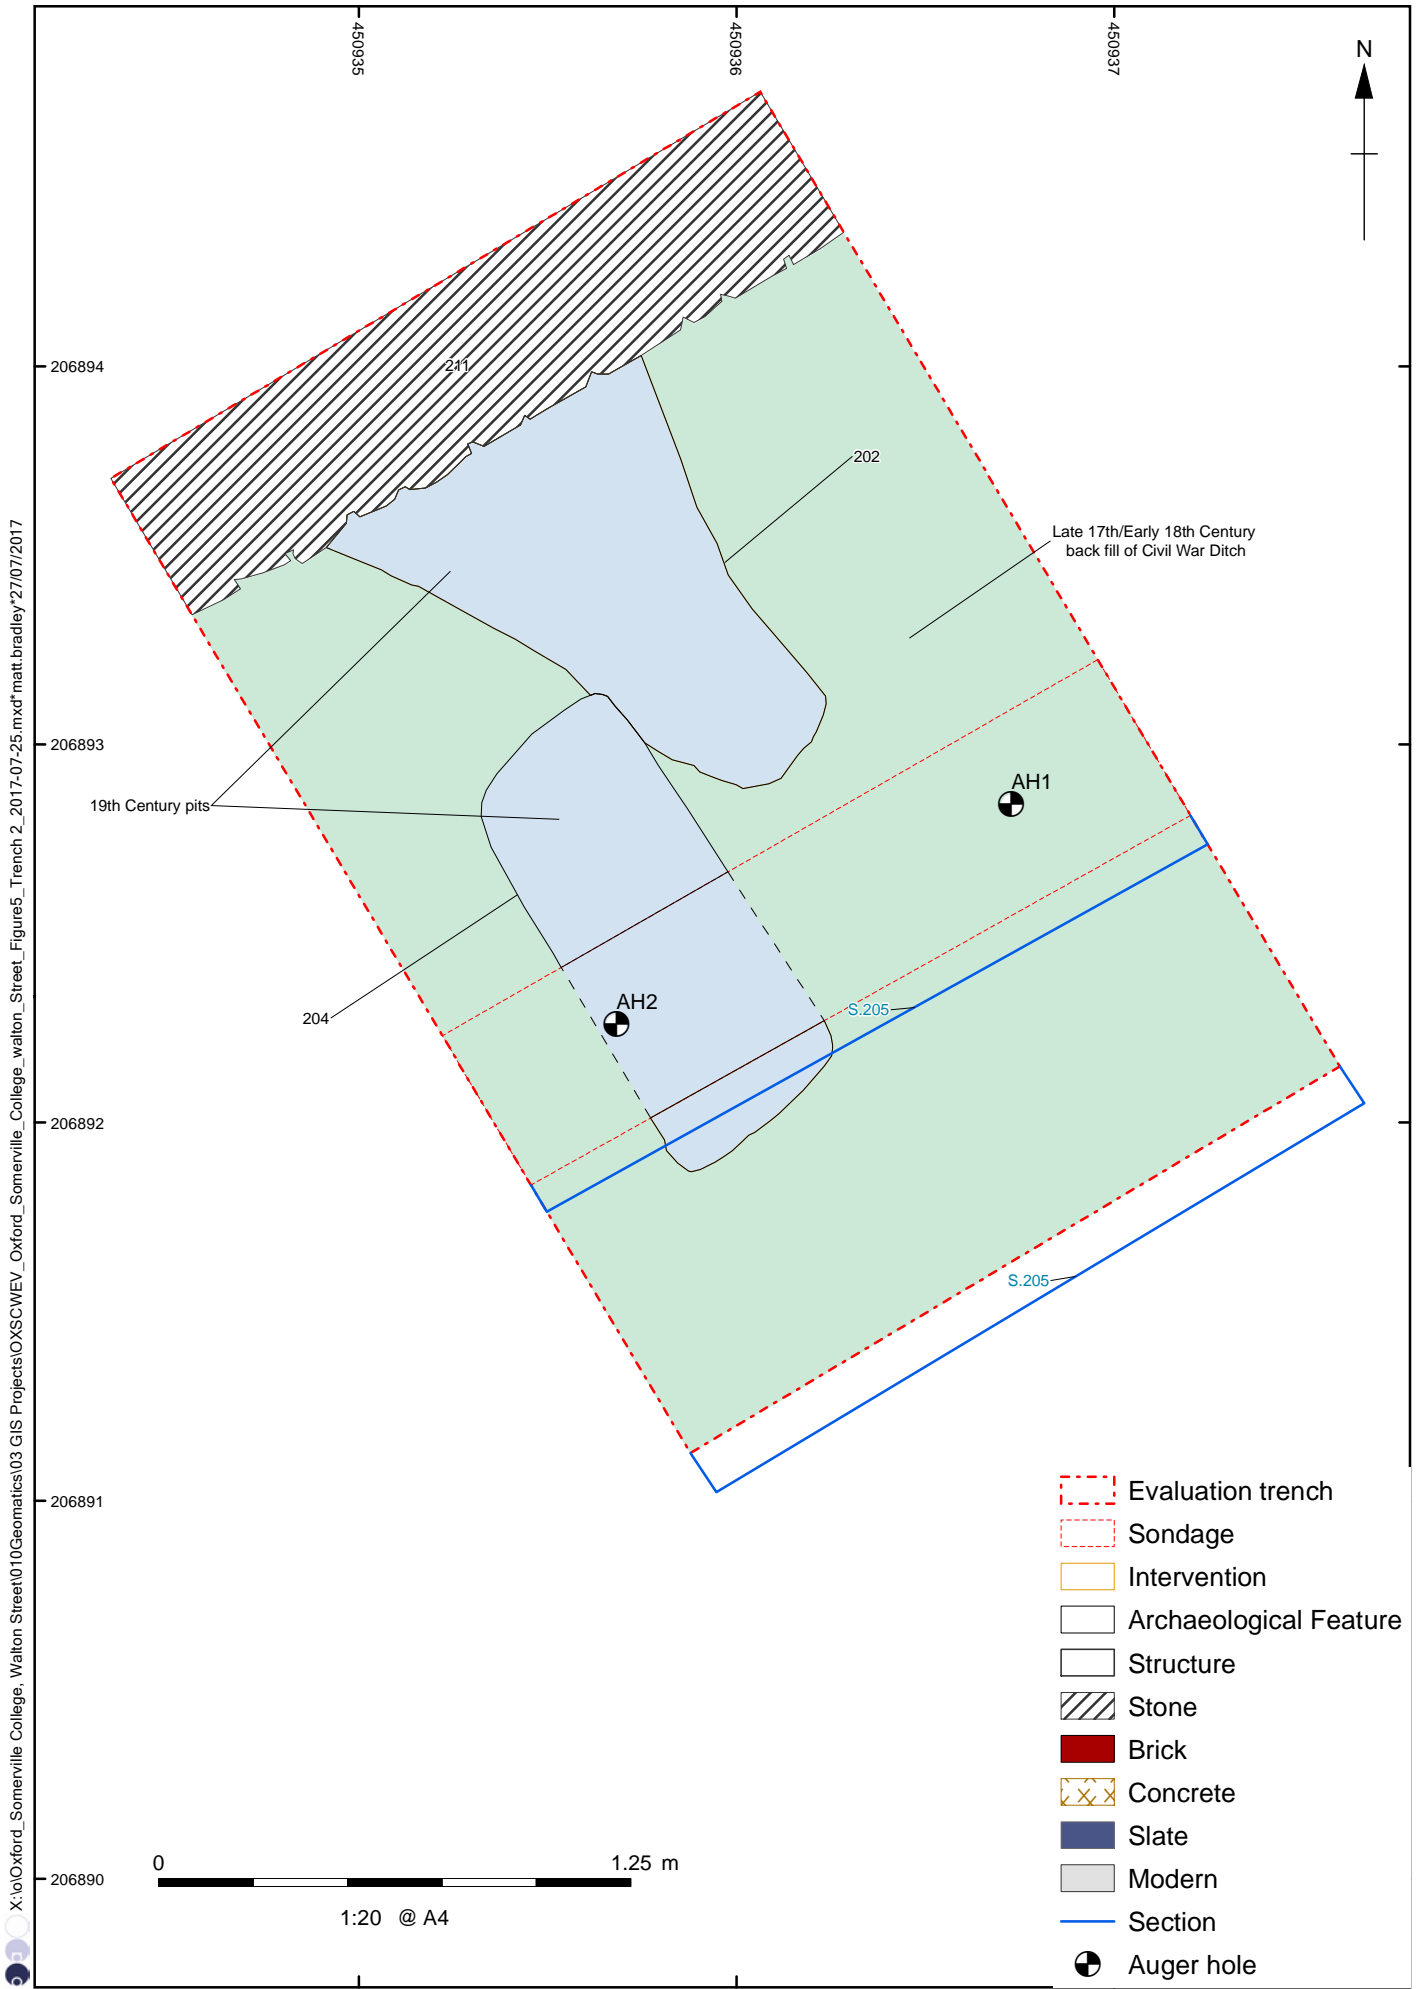 450935
450936
450937
N
206894
211
202
Late 17th/Early 18th Century
back fill of Civil War Ditch
206893
AH1
19th Century pits
AH2
S.205
204
206892
S.205
206891
Evaluation trench
Sondage
Intervention
Archaeological Feature
Structure
Stone
Brick
Concrete
Slate
Modern
Section
Auger hole
206890
0
1.25 m
1:20 @ A4
X:\o\Oxford_Somerville College, Walton Street\010Geomatics\03 GIS Projects\OXSCWEV_Oxford_Somerville_College_walton_Street_Figure5_Trench 2_2017-07-25.mxd*matt.bradley*27/07/2017